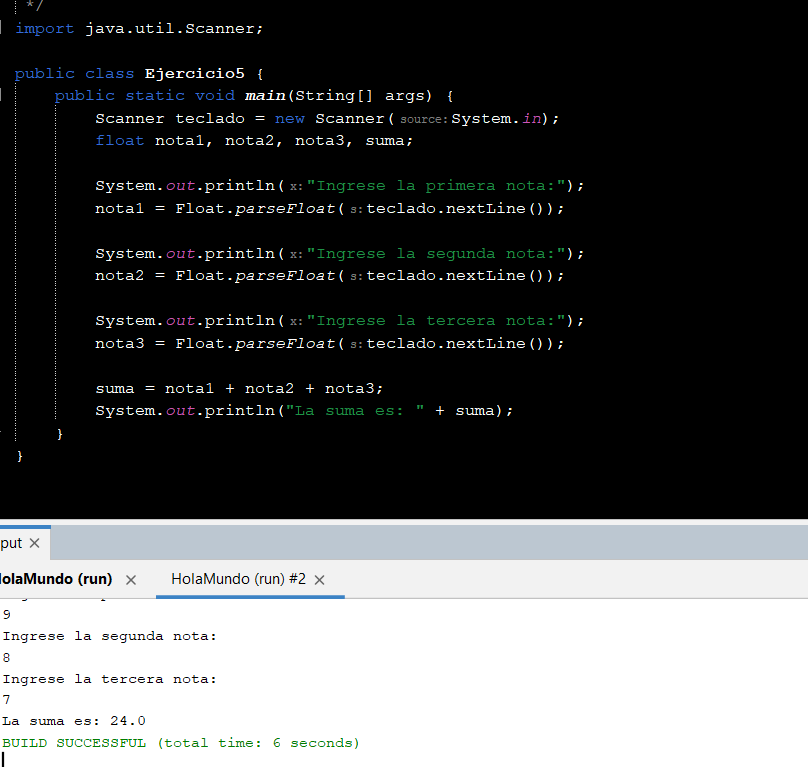 */
import java.util.Scanner;
public class Ejercicio5 {
public static void main(String[] args) {
Scanner teclado = new Scanner( source: System.in);
float nota1, nota2, nota3, suma;
System.out.println( x: "Ingrese la primera nota:");
nota1 = Float.parseFloat( s: teclado.nextLine());
System.out.println( x: "Ingrese la segunda nota:");
nota2 = Float.parseFloat( s: teclado.nextLine());
System.out.println( x: "Ingrese la tercera nota:");
nota3 = Float.parseFloat( s: teclado.nextLine());
suma = nota1 + nota2 + nota3;
System.out.println("La suma es: " + suma);
}
}
put
olaMundo (run) HolaMundo (run) #2
9
Ingrese la segunda nota:
8
Ingrese la tercera nota:
7
La suma es: 24.0
BUILD SUCCESSFUL (total time: 6 seconds)